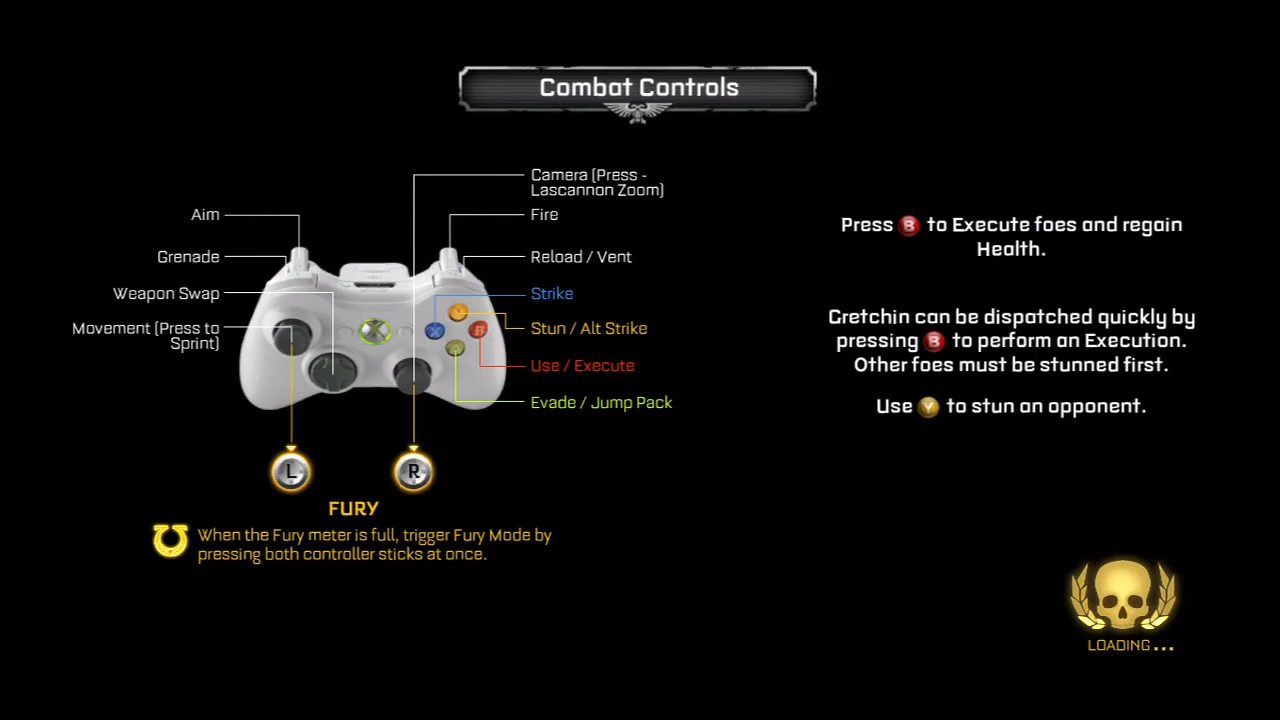 Combat Controls
Camera (Press -
Lascannon Zoom)
Aim
Fire
Grenade
Reload / Vent
Weapon Swap
Strike
Movement (Press to
Sprint)
Stun / Alt Strike
Use / Execute
Evade / Jump Pack
X
Y
B
L
R
FURY
When the Fury meter is full, trigger Fury Mode by
pressing both controller sticks at once.
Press B to Execute foes and regain
Health.
Gretchin can be dispatched quickly by
pressing B to perform an Execution.
Other foes must be stunned first.
Use Y to stun an opponent.
LOADING...